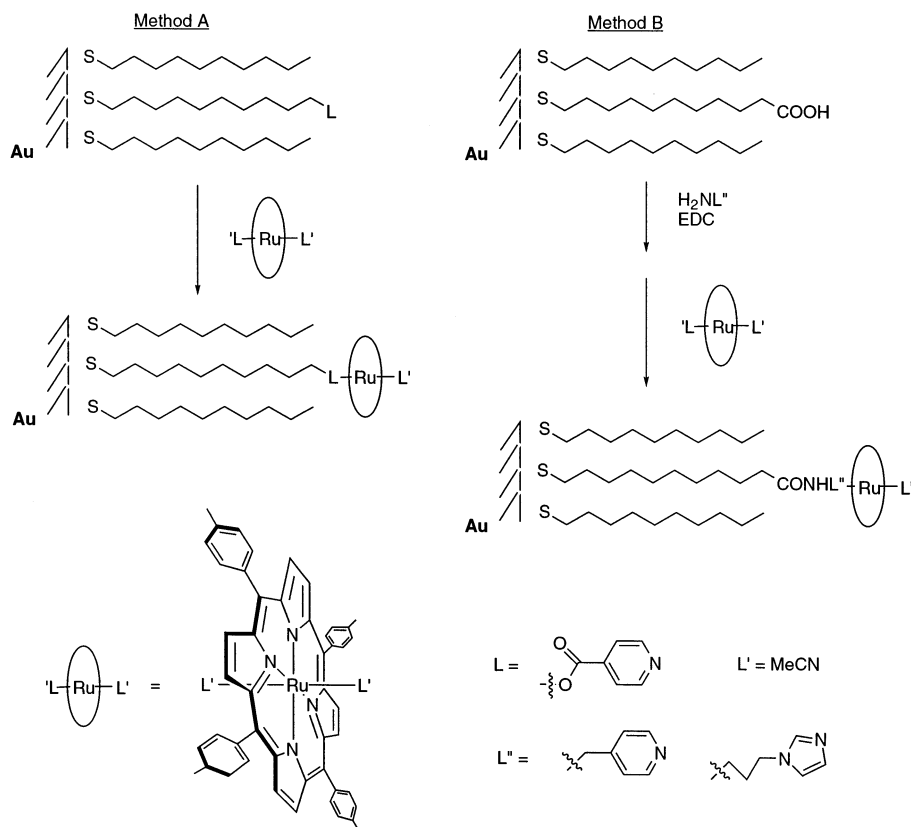 Method A
S
S
L
S
Au
'L Ru L'
S
S
L Ru L'
S
Au
Method B
S
S
COOH
S
Au
H2NL"
EDC
'L Ru L'
S
S
CONHL" Ru L'
S
Au
'L Ru L' =
N
N
L' Ru L'
N
N
L =
O
O
N
L' = MeCN
L" =
N
N
N